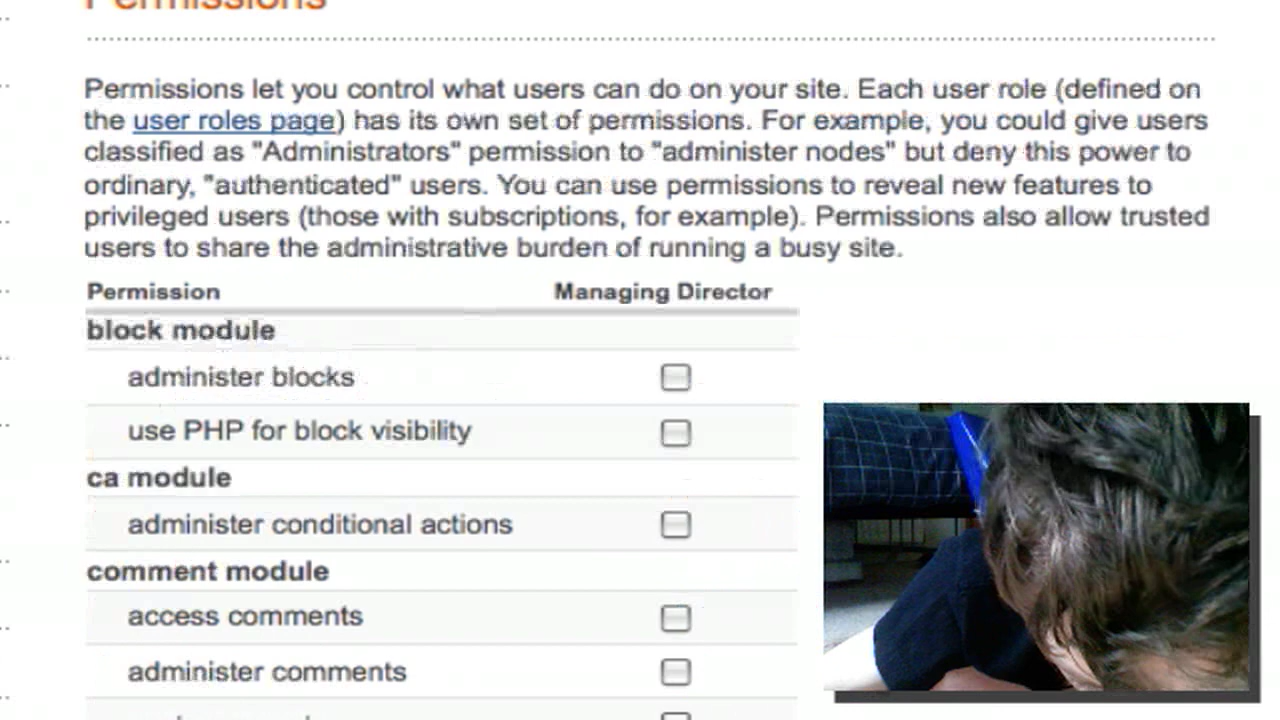 Permissions
Permissions let you control what users can do on your site. Each user role (defined on
the user roles page) has its own set of permissions. For example, you could give users
classified as "Administrators" permission to "administer nodes" but deny this power to
ordinary, "authenticated" users. You can use permissions to reveal new features to
privileged users (those with subscriptions, for example). Permissions also allow trusted
users to share the administrative burden of running a busy site.
Permission Managing Director
block module
administer blocks
use PHP for block visibility
ca module
administer conditional actions
comment module
access comments
administer comments